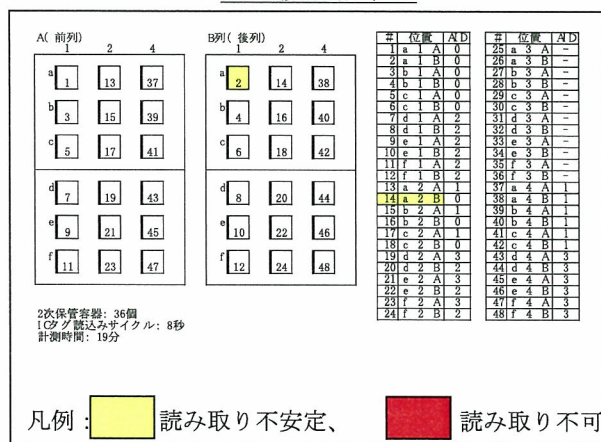 A(前列)
1 2 4
a 1 13 37
b 3 15 39
c 5 17 41
d 7 19 43
e 9 21 45
f 11 23 47
B列(後列)
1 2 4
a 2 14 38
b 4 16 40
c 6 18 42
d 8 20 44
e 10 22 46
f 12 24 48
# 位置 AD
1 a 1 A 0
2 a 1 B 0
3 b 1 A 0
4 b 1 B 0
5 c 1 A 0
6 c 1 B 0
7 d 1 A 2
8 d 1 B 2
9 e 1 A 2
10 e 1 B 2
11 f 1 A 2
12 f 1 B 2
13 a 2 A 1
14 a 2 B 0
15 b 2 A 1
16 b 2 B 0
17 c 2 A 1
18 c 2 B 0
19 d 2 A 3
20 d 2 B 2
21 e 2 A 3
22 e 2 B 2
23 f 2 A 3
24 f 2 B 2
# 位置 AD
25 a 3 A -
26 a 3 B -
27 b 3 A -
28 b 3 B -
29 c 3 A -
30 c 3 B -
31 d 3 A -
32 d 3 B -
33 e 3 A -
34 e 3 B -
35 f 3 A -
36 f 3 B -
37 a 4 A 1
38 a 4 B 1
39 b 4 A 1
40 b 4 B 1
41 c 4 A 1
42 c 4 B 1
43 d 4 A 3
44 d 4 B 3
45 e 4 A 3
46 e 4 B 3
47 f 4 A 3
48 f 4 B 3
2次保管容器: 36個
ICタグ読込みサイクル: 8秒
計測時間: 19分
凡例: 読み取り不安定、 読み取り不可